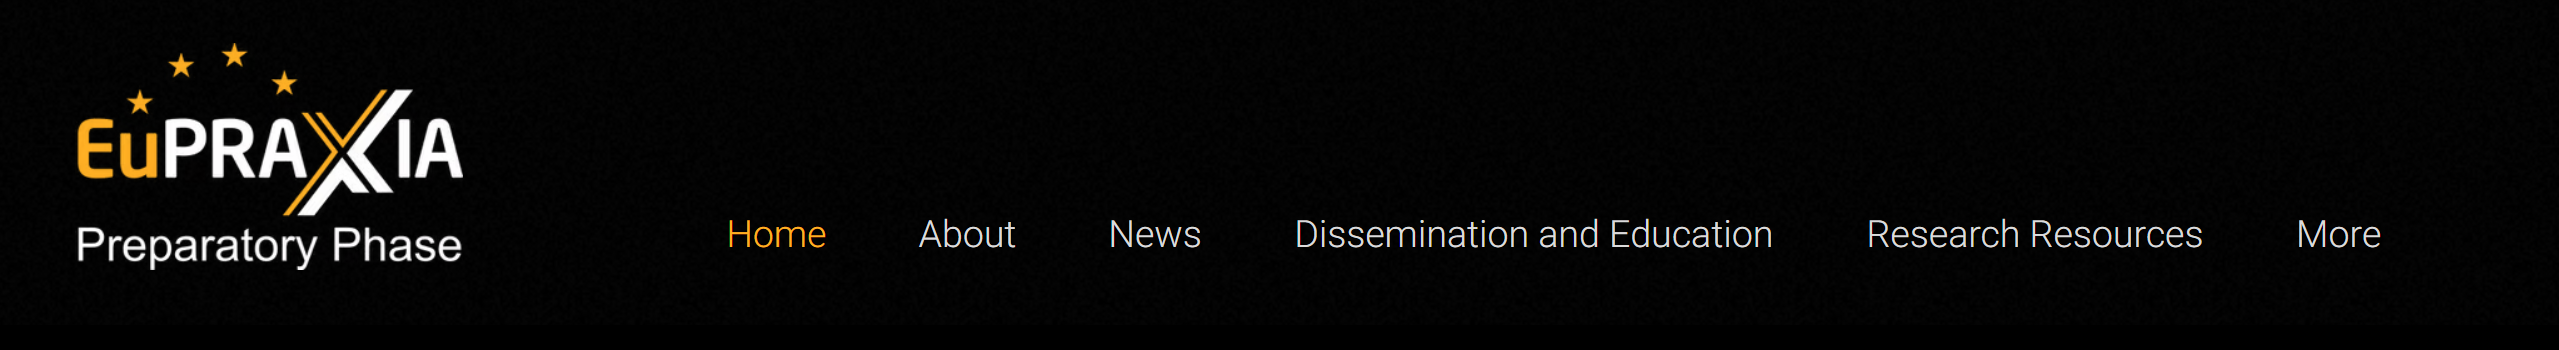 EuPRAXIA
Preparatory Phase
Home About News Dissemination and Education Research Resources More